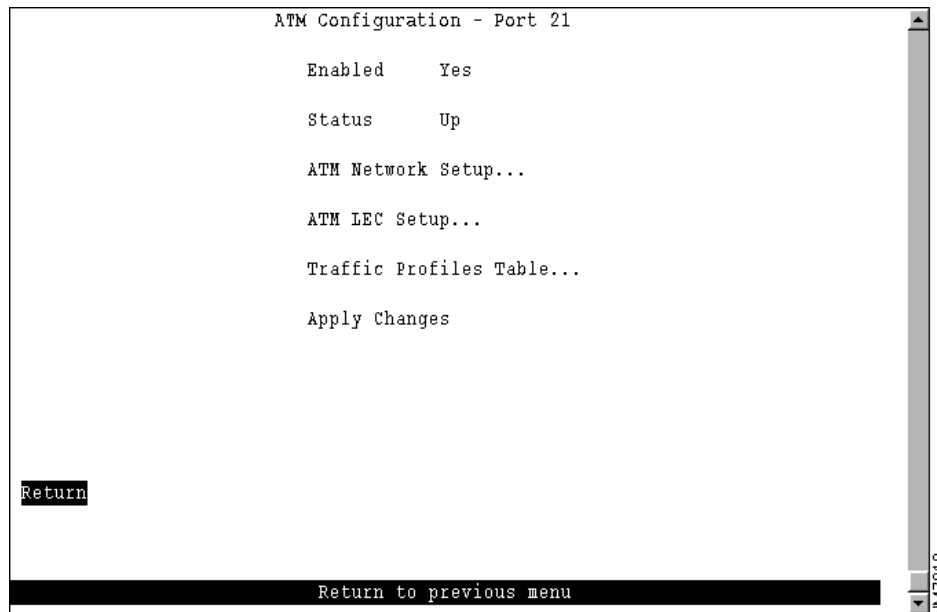 ATM Configuration - Port 21
Enabled Yes
Status Up
ATM Network Setup...
ATM LEC Setup...
Traffic Profiles Table...
Apply Changes
Return
Return to previous menu